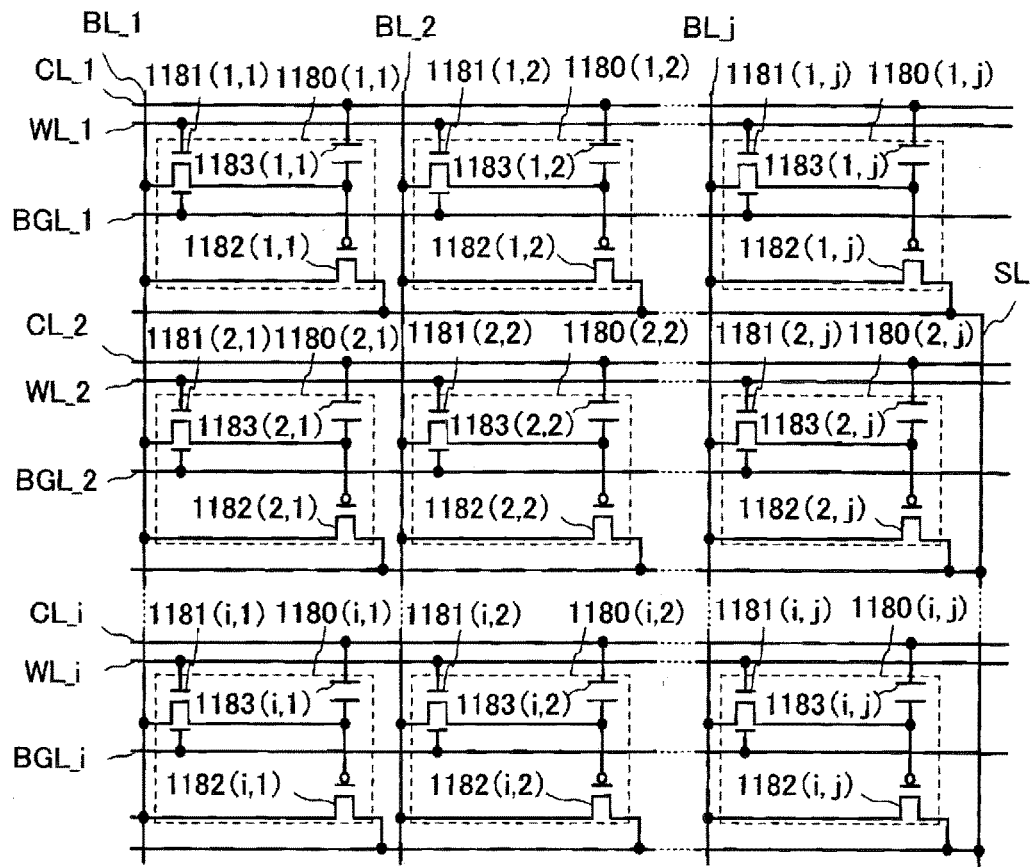 BL_1 BL_2 BL_j
CL_1 1181(1,1) 1180(1,1) 1181(1,2) 1180(1,2) 1181(1,j) 1180(1,j)
WL_1
1183(1,1) 1183(1,2) 1183(1,j)
BGL_1
1182(1,1) 1182(1,2) 1182(1,j)
SL
CL_2 1181(2,1) 1180(2,1) 1181(2,2) 1180(2,2) 1181(2,j) 1180(2,j)
WL_2
1183(2,1) 1183(2,2) 1183(2,j)
BGL_2
1182(2,1) 1182(2,2) 1182(2,j)
CL_i 1181(i,1) 1180(i,1) 1181(i,2) 1180(i,2) 1181(i,j) 1180(i,j)
WL_i
1183(i,1) 1183(i,2) 1183(i,j)
BGL_i
1182(i,1) 1182(i,2) 1182(i,j)